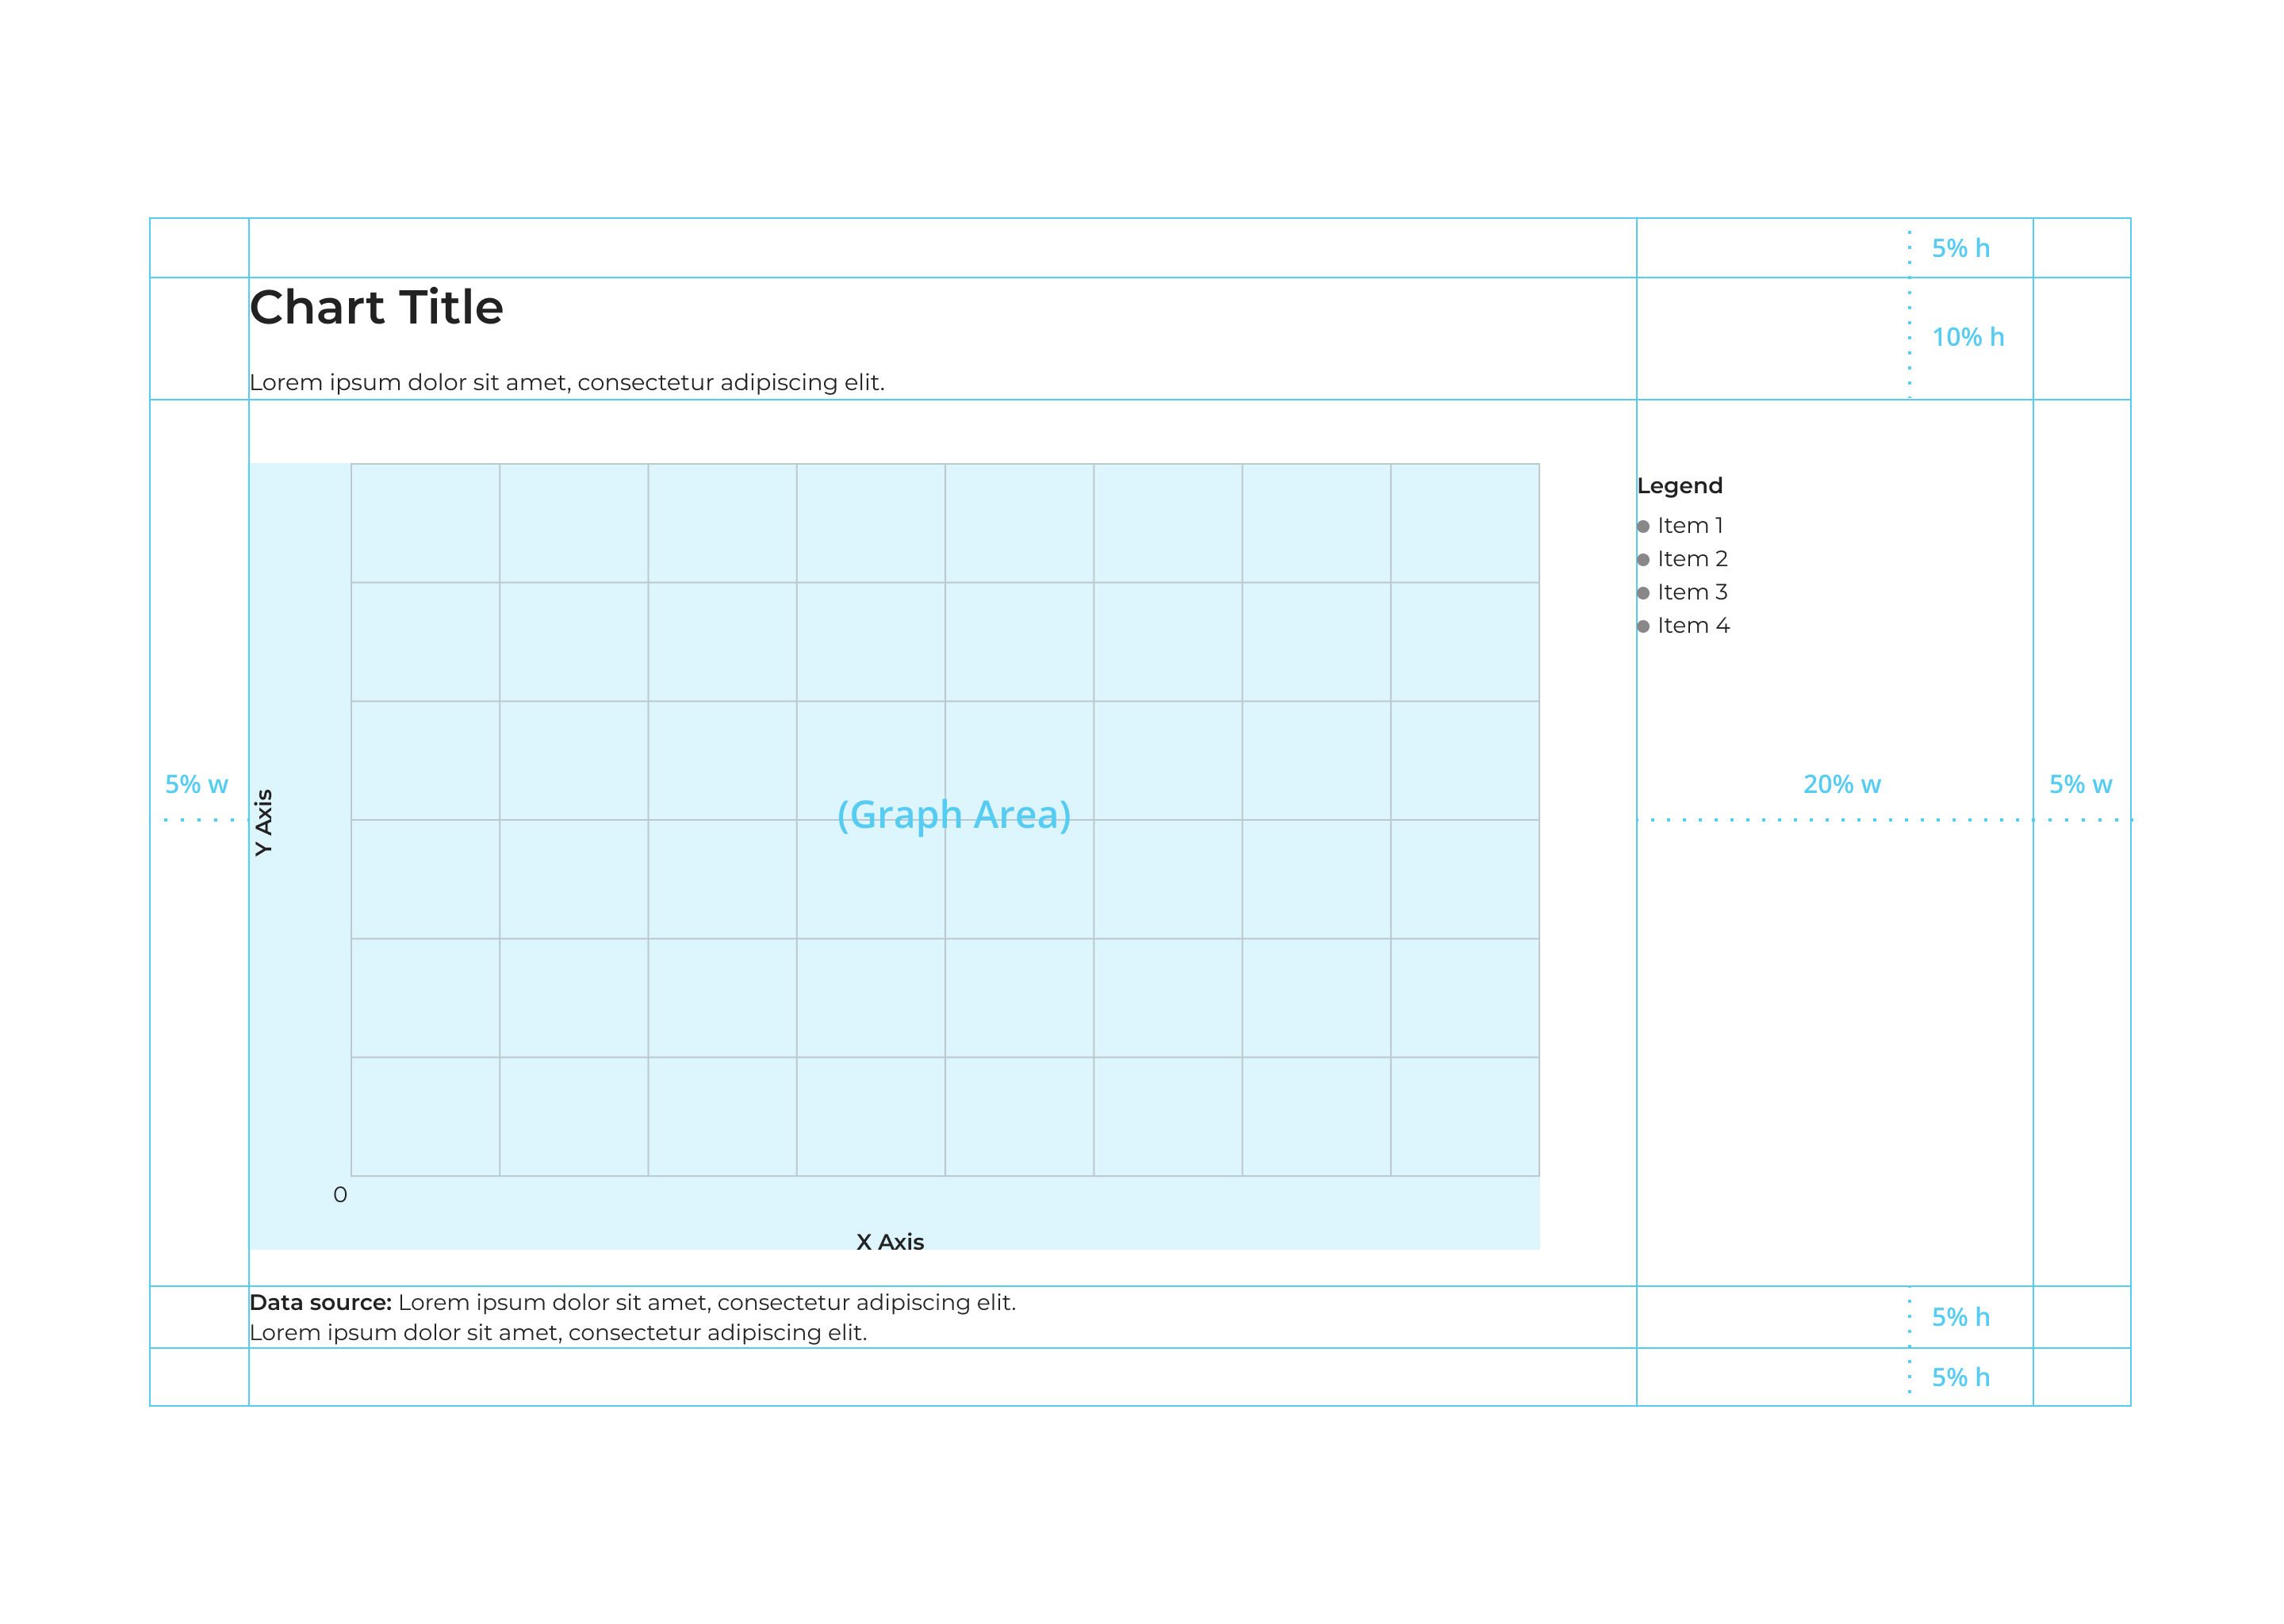 5% h
Chart Title
10% h
Lorem ipsum dolor sit amet, consectetur adipiscing elit.
Legend
Item 1
Item 2
Item 3
Item 4
5% w
Y Axis
(Graph Area)
20% w
5% w
0
X Axis
Data source: Lorem ipsum dolor sit amet, consectetur adipiscing elit.
Lorem ipsum dolor sit amet, consectetur adipiscing elit.
5% h
5% h